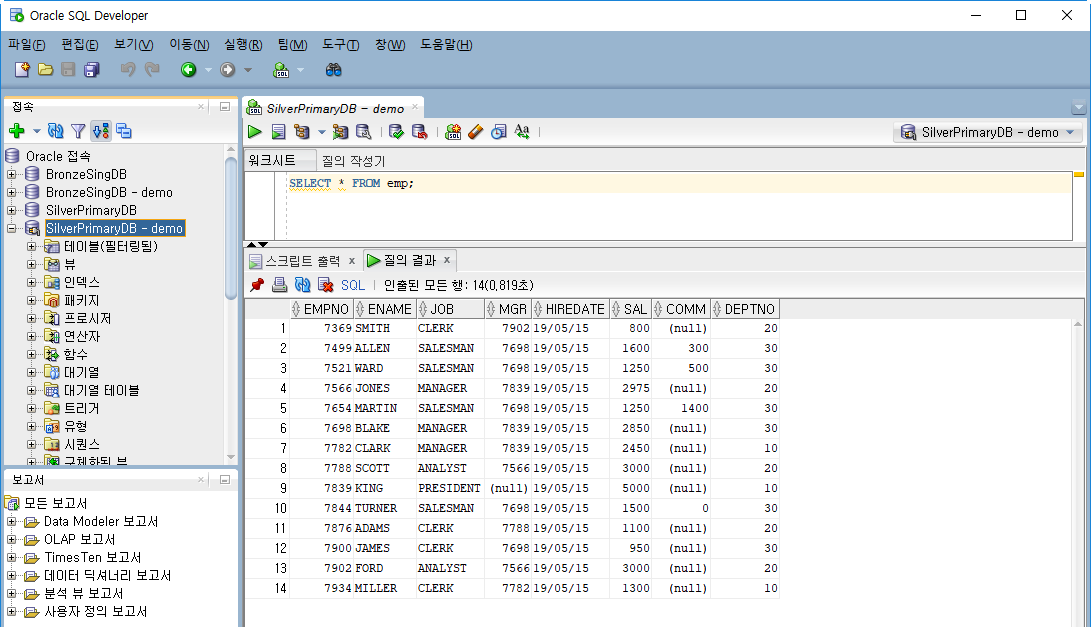 Oracle SQL Developer
파일(F) 편집(E) 보기(V) 이동(N) 실행(R) 팀(M) 도구(T) 창(W) 도움말(H)
접속
Oracle 접속
BronzeSingDB
BronzeSingDB - demo
SilverPrimaryDB
SilverPrimaryDB - demo
테이블(필터링됨)
뷰
인덱스
패키지
프로시저
연산자
함수
대기열
대기열 테이블
트리거
유형
시퀀스
구체화된 뷰
보고서
모든 보고서
Data Modeler 보고서
OLAP 보고서
TimesTen 보고서
데이터 딕셔너리 보고서
분석 뷰 보고서
사용자 정의 보고서
SilverPrimaryDB - demo
SilverPrimaryDB - demo
워크시트 질의 작성기
SELECT * FROM emp;
스크립트 출력 x 질의 결과 x
SQL | 인출된 모든 행: 14(0,819초)
EMPNO ENAME JOB MGR HIREDATE SAL COMM DEPTNO
1 7369 SMITH CLERK 7902 19/05/15 800 (null) 20
2 7499 ALLEN SALESMAN 7698 19/05/15 1600 300 30
3 7521 WARD SALESMAN 7698 19/05/15 1250 500 30
4 7566 JONES MANAGER 7839 19/05/15 2975 (null) 20
5 7654 MARTIN SALESMAN 7698 19/05/15 1250 1400 30
6 7698 BLAKE MANAGER 7839 19/05/15 2850 (null) 30
7 7782 CLARK MANAGER 7839 19/05/15 2450 (null) 10
8 7788 SCOTT ANALYST 7566 19/05/15 3000 (null) 20
9 7839 KING PRESIDENT (null) 19/05/15 5000 (null) 10
10 7844 TURNER SALESMAN 7698 19/05/15 1500 0 30
11 7876 ADAMS CLERK 7788 19/05/15 1100 (null) 20
12 7900 JAMES CLERK 7698 19/05/15 950 (null) 30
13 7902 FORD ANALYST 7566 19/05/15 3000 (null) 20
14 7934 MILLER CLERK 7782 19/05/15 1300 (null) 10